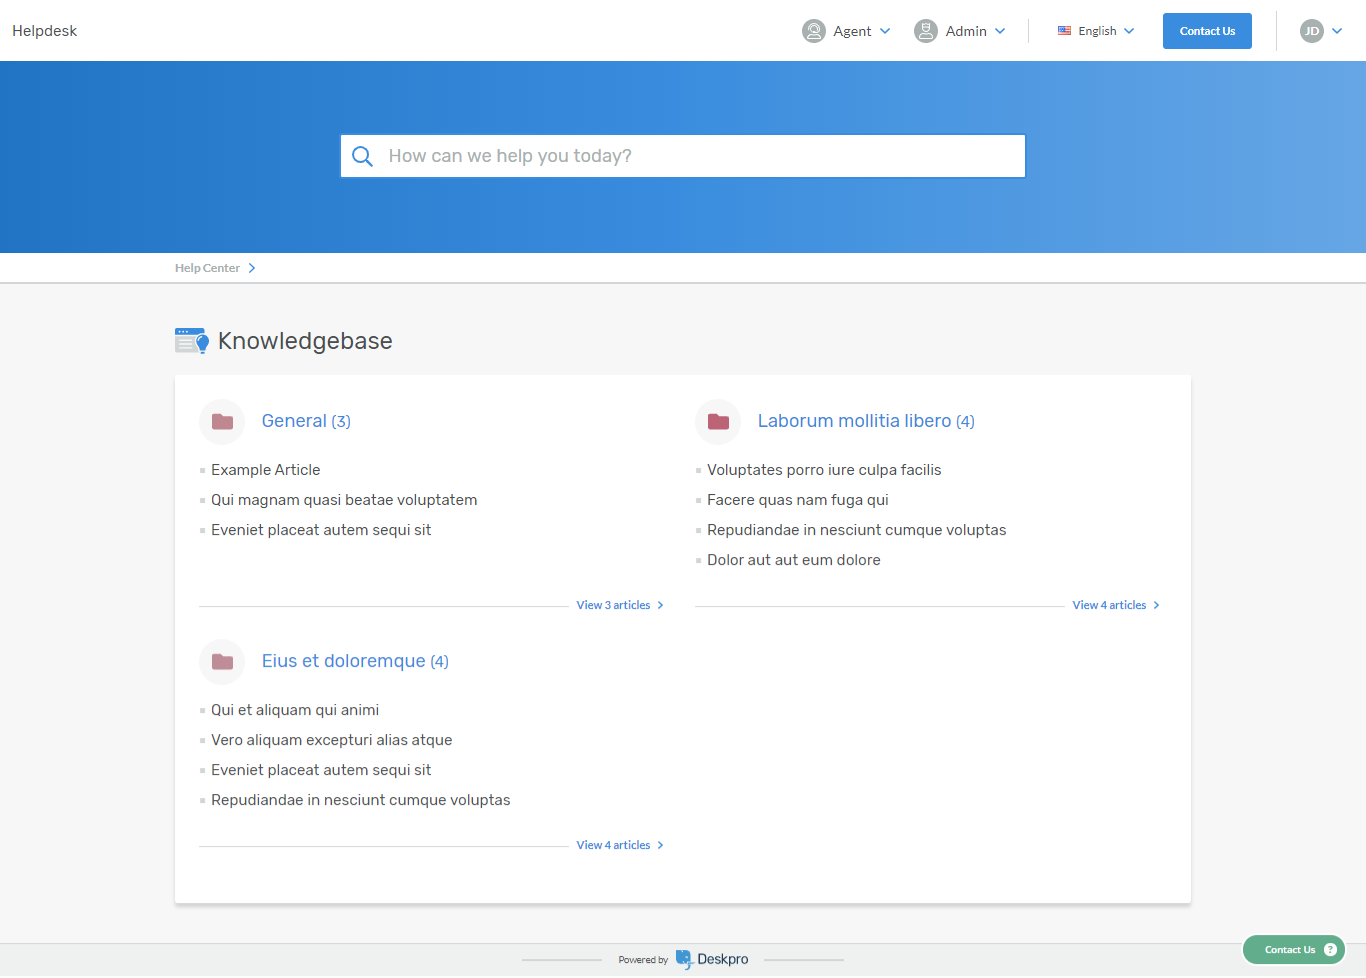 Helpdesk
Agent
Admin
English
Contact Us
JD
How can we help you today?
Help Center
Knowledgebase
General (3)
Example Article
Qui magnam quasi beatae voluptatem
Eveniet placeat autem sequi sit
View 3 articles
Laborum mollitia libero (4)
Voluptates porro iure culpa facilis
Facere quas nam fuga qui
Repudiandae in nesciunt cumque voluptas
Dolor aut aut eum dolore
View 4 articles
Eius et doloremque (4)
Qui et aliquam qui animi
Vero aliquam excepturi alias atque
Eveniet placeat autem sequi sit
Repudiandae in nesciunt cumque voluptas
View 4 articles
Powered by Deskpro
Contact Us ?